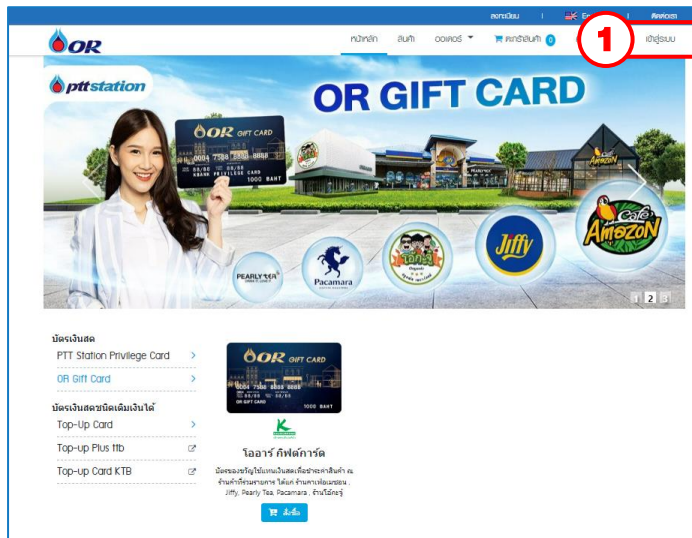 ลงทะเบียน | En | ติดต่อเรา
OR
หน้าหลัก สินค้า ออเดอร์ ตะกร้าสินค้า 0
1
เข้าสู่ระบบ
pttstation
OR GIFT CARD
OR GIFT CARD
0004 7588 8888 8888
1000 BAHT
PEARLY TEA
Pacamara
Jiffy
Café
Amazon
1 2 3
บัตรเงินสด
PTT Station Privilege Card
OR Gift Card
บัตรเงินสดชนิดเติมเงินได้
Top-Up Card
Top-up Plus ttb
Top-up Card KTB
OR GIFT CARD
0004 7588 8888 8888
OR GIFT CARD
1000 BAHT
K
โออาร์ กิฟต์การ์ด
บัตรของขวัญใช้แทนเงินสดเพื่อชำระค่าสินค้า ณ
ร้านค้าที่ร่วมรายการ ได้แก่ ร้านคาเฟ่อเมซอน ,
Jiffy, Pearly Tea, Pacamara , ร้านโอ้กะจู๋
สั่งซื้อ